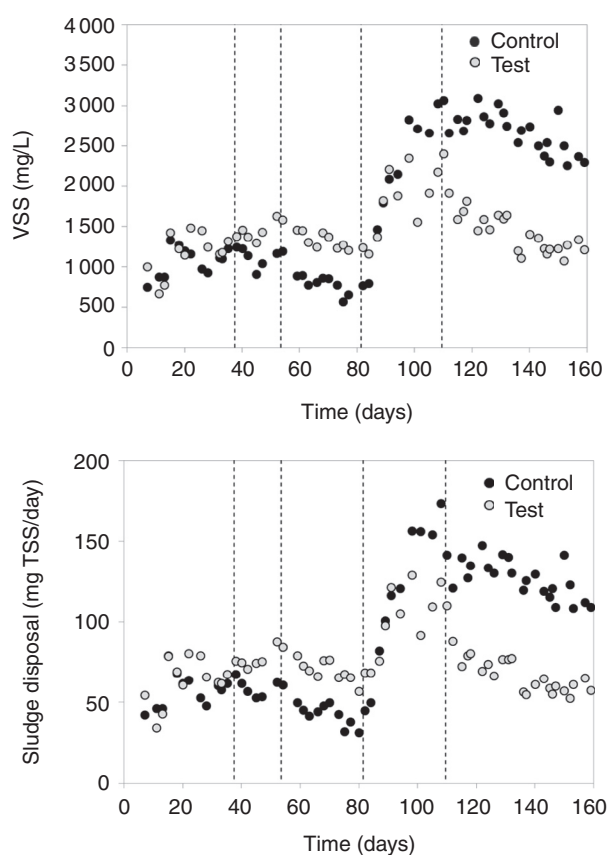 VSS (mg/L)
4 000
3 500
3 000
2 500
2 000
1 500
1 000
500
0
Control
Test
0 20 40 60 80 100 120 140 160
Time (days)
Sludge disposal (mg TSS/day)
200
150
100
50
0
Control
Test
0 20 40 60 80 100 120 140 160
Time (days)